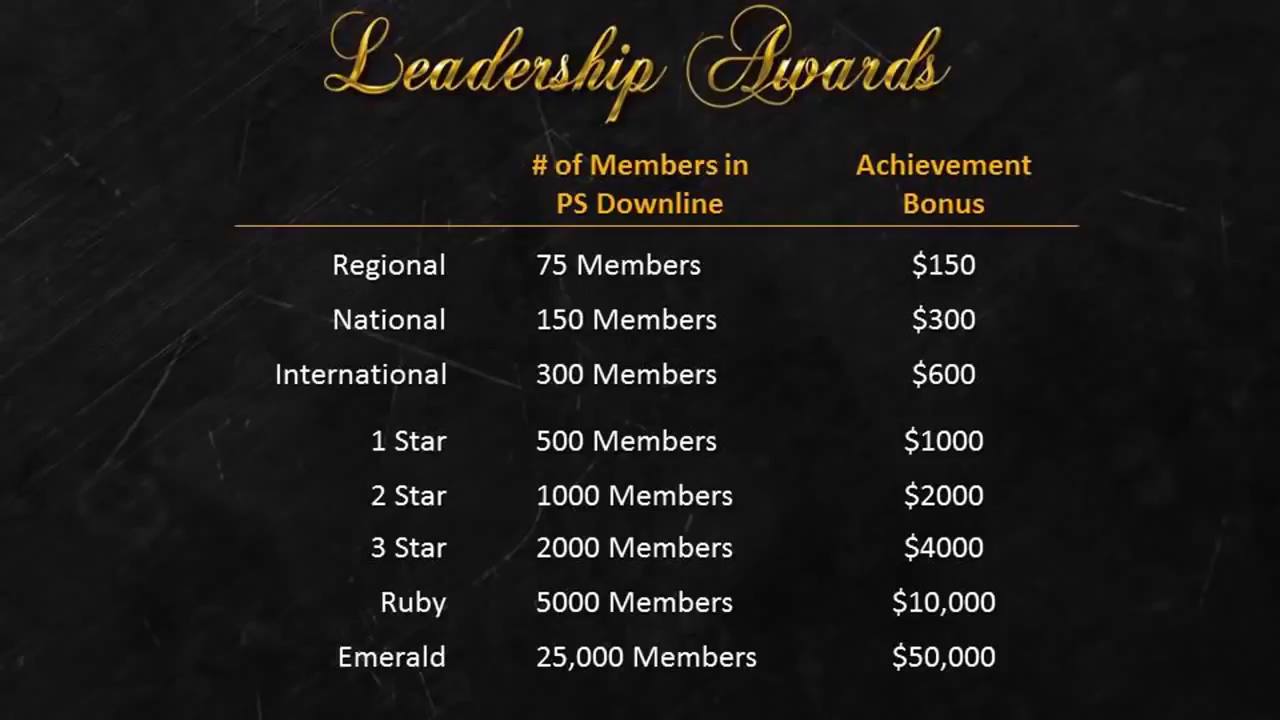 Leadership Awards
# of Members in PS Downline Achievement Bonus
Regional 75 Members $150
National 150 Members $300
International 300 Members $600
1 Star 500 Members $1000
2 Star 1000 Members $2000
3 Star 2000 Members $4000
Ruby 5000 Members $10,000
Emerald 25,000 Members $50,000